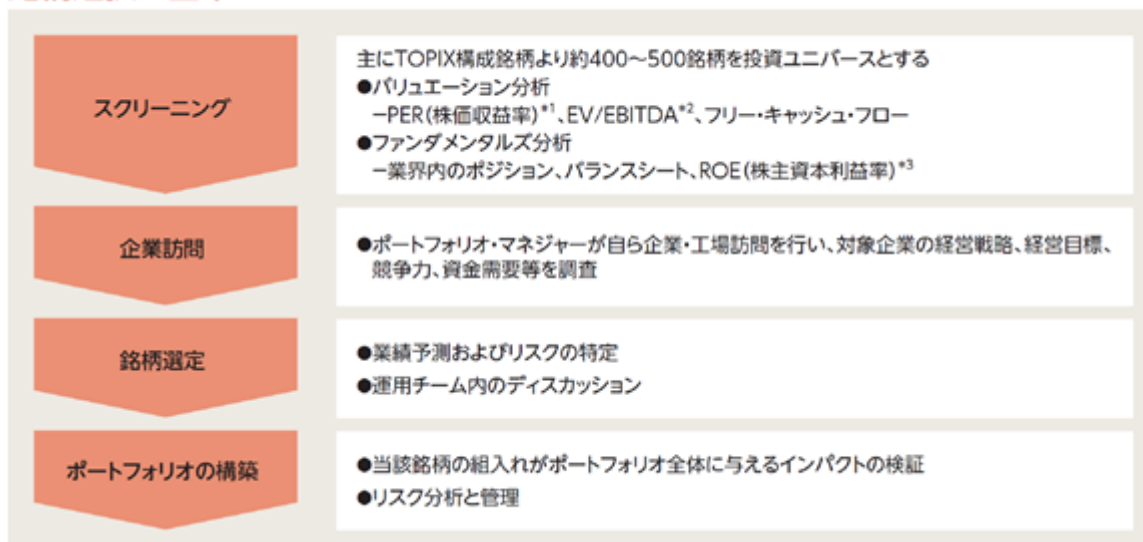 スクリーニング
主にTOPIX構成銘柄より約400～500銘柄を投資ユニバースとする
●バリュエーション分析
－PER（株価収益率）*1、EV/EBITDA*2、フリー・キャッシュ・フロー
●ファンダメンタルズ分析
－業界内のポジション、バランスシート、ROE（株主資本利益率）*3
企業訪問
●ポートフォリオ・マネジャーが自ら企業・工場訪問を行い、対象企業の経営戦略、経営目標、
競争力、資金需要等を調査
銘柄選定
●業績予測およびリスクの特定
●運用チーム内のディスカッション
ポートフォリオの構築
●当該銘柄の組入れがポートフォリオ全体に与えるインパクトの検証
●リスク分析と管理